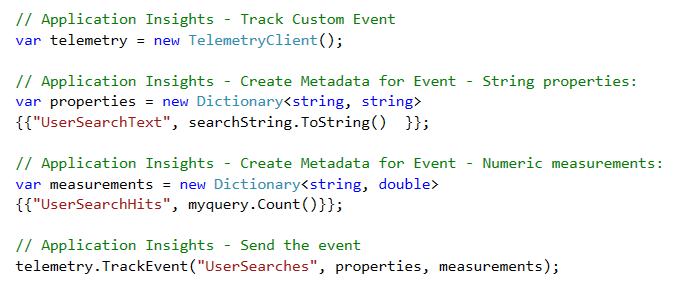 // Application Insights - Track Custom Event
var telemetry = new TelemetryClient();
// Application Insights - Create Metadata for Event - String properties:
var properties = new Dictionary<string, string>
{{"UserSearchText", searchString.ToString()  }};
// Application Insights - Create Metadata for Event - Numeric measurements:
var measurements = new Dictionary<string, double>
{{"UserSearchHits", myquery.Count()}};
// Application Insights - Send the event
telemetry.TrackEvent("UserSearches", properties, measurements);